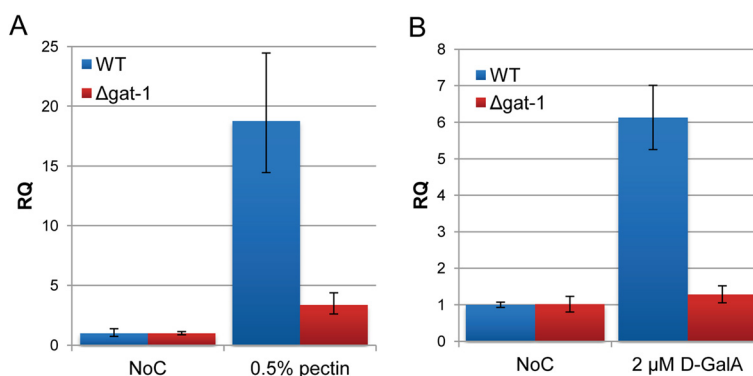 A
25
20
15
10
5
0
RQ
WT
Δgat-1
NoC
0.5% pectin
B
8
7
6
5
4
3
2
1
0
RQ
WT
Δgat-1
NoC
2 µM D-GalA